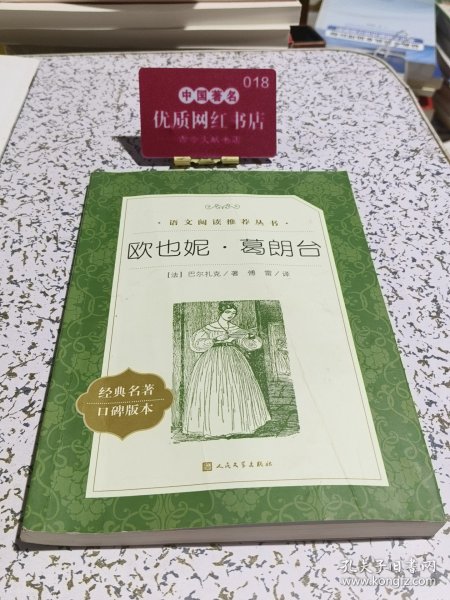 018
中国著名
优质网红书店
·语文阅读推荐丛书·
欧也妮·葛朗台
[法]巴尔扎克/著 傅雷/译
经典名著
口碑版本
人民文学出版社
孔夫子旧书网
www.kongfz.com